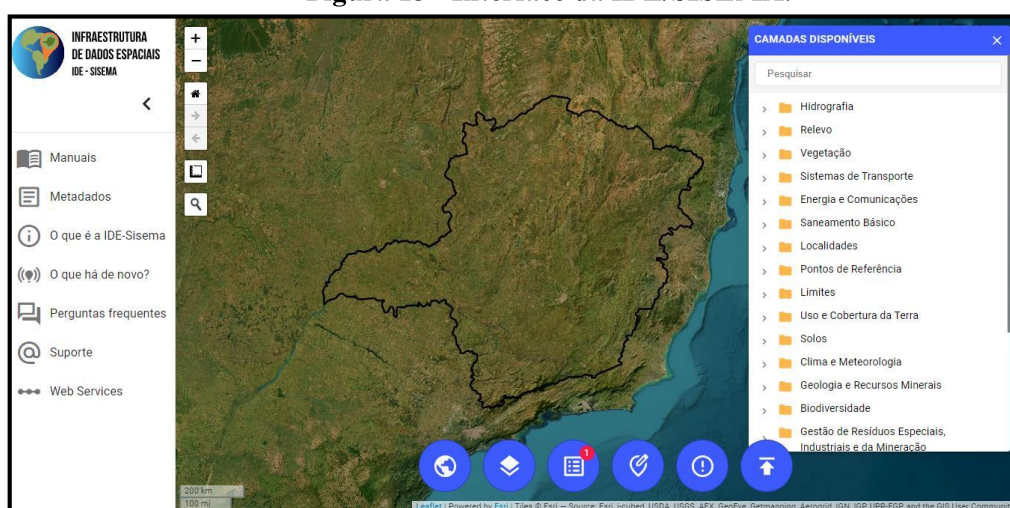 INFRAESTRUTURA
DE DADOS ESPACIAIS
IDE - SISEMA
Manuais
Metadados
O que é a IDE-Sisema
O que há de novo?
Perguntas frequentes
Suporte
Web Services
+
−
200 km
100 mi
1
CAMADAS DISPONÍVEIS
Pesquisar
Hidrografia
Relevo
Vegetação
Sistemas de Transporte
Energia e Comunicações
Saneamento Básico
Localidades
Pontos de Referência
Limites
Uso e Cobertura da Terra
Solos
Clima e Meteorologia
Geologia e Recursos Minerais
Biodiversidade
Gestão de Resíduos Especiais,
Industriais e da Mineração
Leaflet | Powered by Esri | Tiles © Esri — Source: Esri, i-cubed, USDA, USGS, AEX, GeoEye, Getmapping, Aerogrid, IGN, IGP, UPR-EGP, and the GIS User Communit